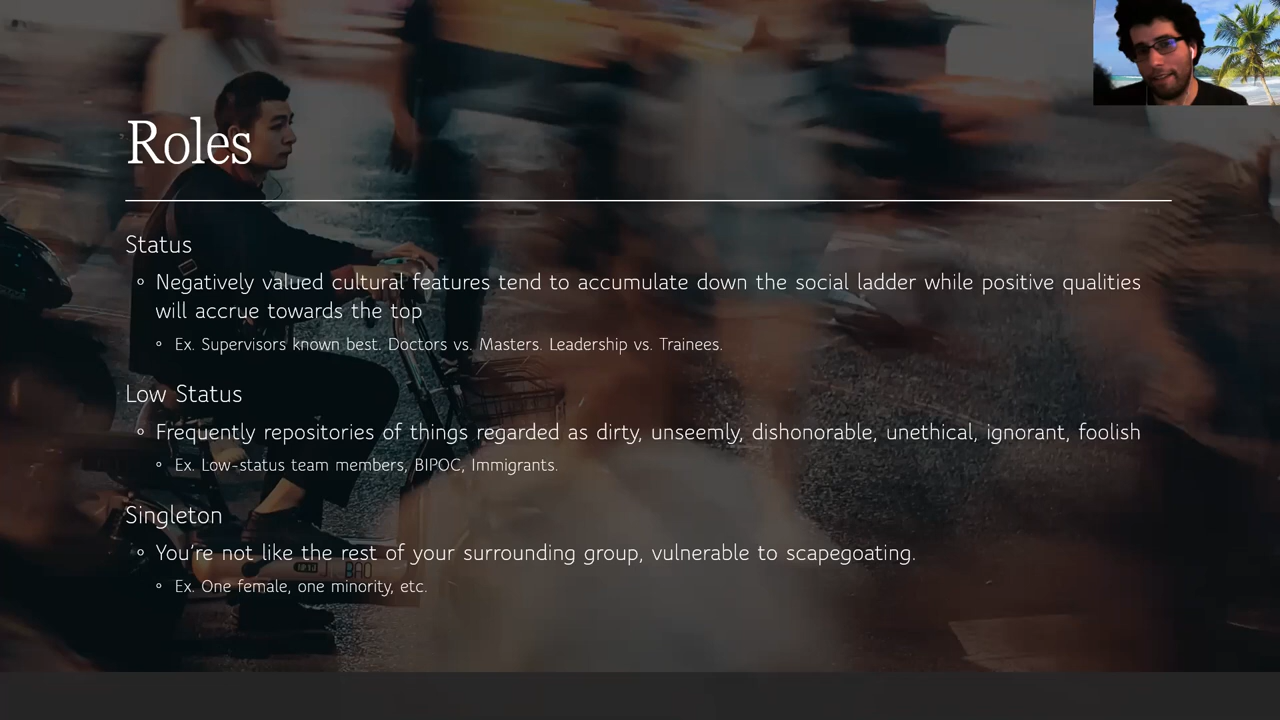 Roles
Status
Negatively valued cultural features tend to accumulate down the social ladder while positive qualities
will accrue towards the top
Ex. Supervisors known best. Doctors vs. Masters. Leadership vs. Trainees.
Low Status
Frequently repositories of things regarded as dirty, unseemly, dishonorable, unethical, ignorant, foolish
Ex. Low-status team members, BIPOC, Immigrants.
Singleton
You're not like the rest of your surrounding group, vulnerable to scapegoating.
Ex. One female, one minority, etc.